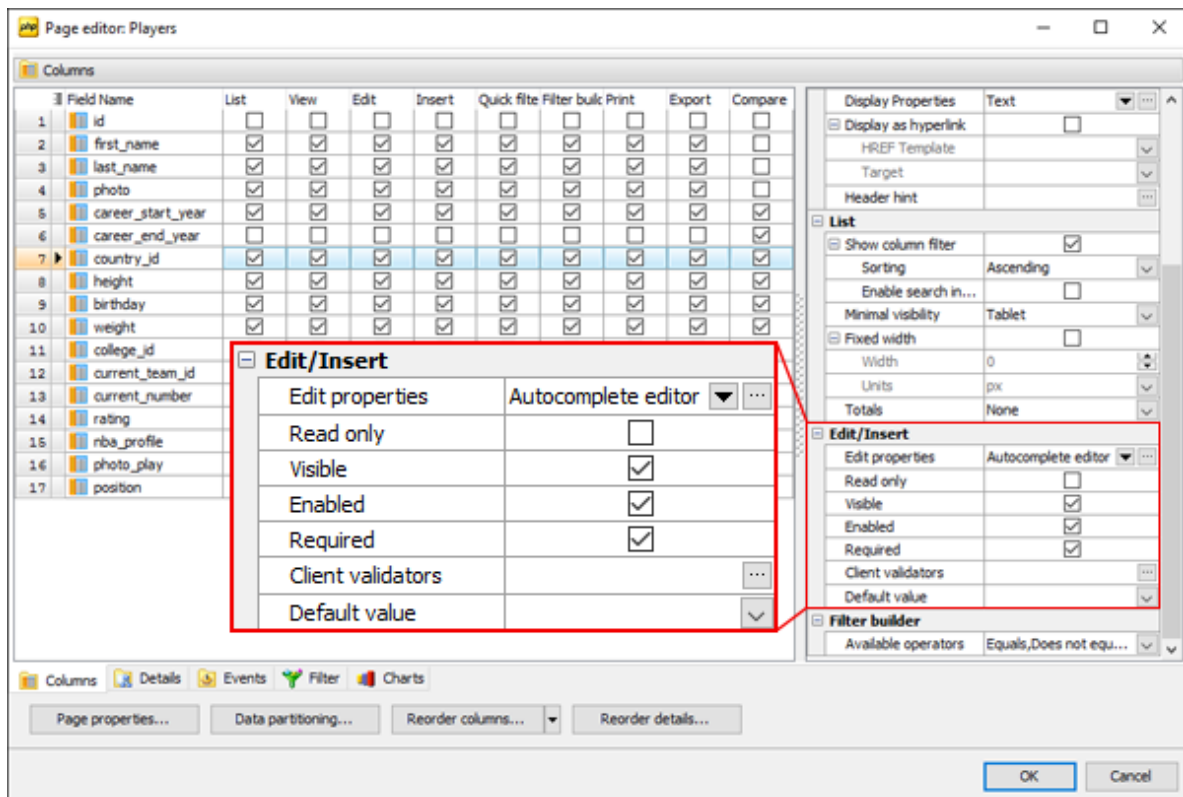 php Page editor: Players
Columns
Field Name List View Edit Insert Quick filte Filter builc Print Export Compare
1 id
2 first_name
3 last_name
4 photo
5 career_start_year
6 career_end_year
7 country_id
8 height
9 birthday
10 weight
11 college_id
12 current_team_id
13 current_number
14 rating
15 nba_profile
16 photo_play
17 position
Edit/Insert
Edit properties Autocomplete editor ...
Read only
Visible
Enabled
Required
Client validators ...
Default value
Display Properties Text ...
Display as hyperlink
HREF Template
Target
Header hint ...
List
Show column filter
Sorting Ascending
Enable search in...
Minimal visibility Tablet
Fixed width
Width 0
Units px
Totals None
Edit/Insert
Edit properties Autocomplete editor ...
Read only
Visible
Enabled
Required
Client validators ...
Default value
Filter builder
Available operators Equals,Does not equ...
Columns Details Events Filter Charts
Page properties... Data partitioning... Reorder columns... Reorder details...
OK Cancel